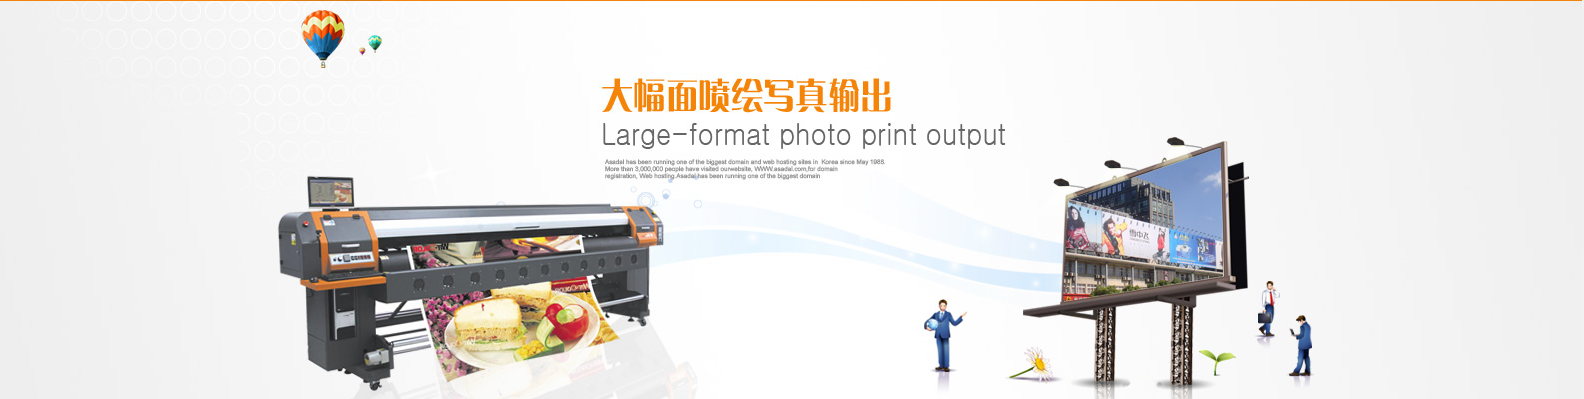 大幅面喷绘写真输出
Large-format photo print output
Asadal has been running one of the biggest domain and web hosting sites in Korea since May 1988.
More than 3,000,000 people have visited ourwebsite, WWW.asadal.com,for domain
registration, Web hosting.Asadal has been running one of the biggest domain